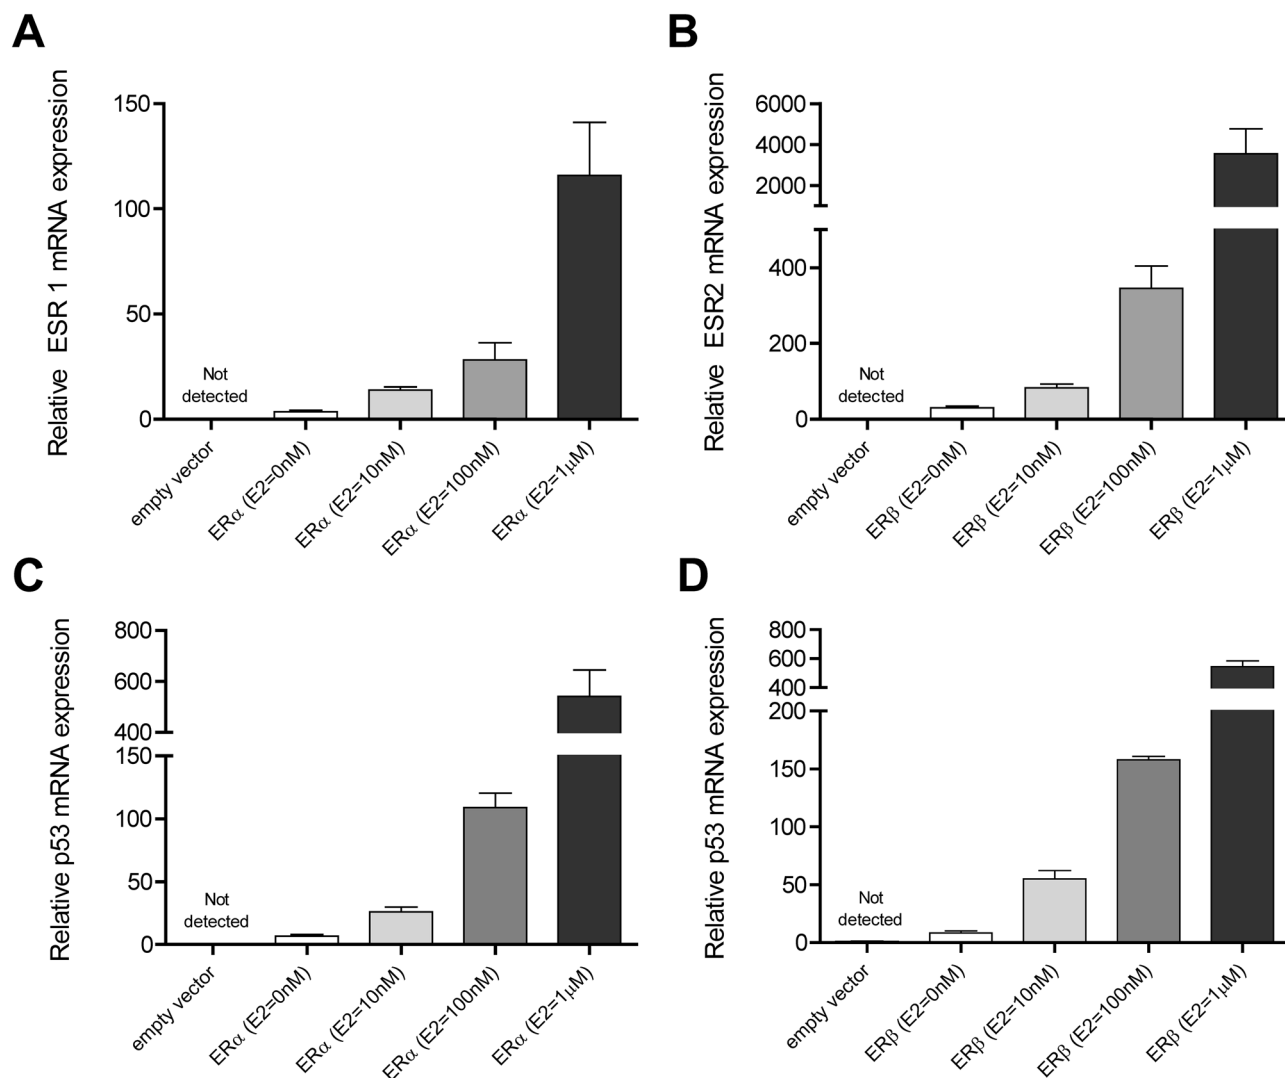 A
Relative ESR 1 mRNA expression
150
100
50
0
Not
detected
empty vector
ERα (E2=0nM)
ERα (E2=10nM)
ERα (E2=100nM)
ERα (E2=1μM)
B
Relative ESR2 mRNA expression
6000
4000
2000
400
200
0
Not
detected
empty vector
ERβ (E2=0nM)
ERβ (E2=10nM)
ERβ (E2=100nM)
ERβ (E2=1μM)
C
Relative p53 mRNA expression
800
600
400
150
100
50
0
Not
detected
empty vector
ERα (E2=0nM)
ERα (E2=10nM)
ERα (E2=100nM)
ERα (E2=1μM)
D
Relative p53 mRNA expression
800
600
400
200
150
100
50
0
Not
detected
empty vector
ERβ (E2=0nM)
ERβ (E2=10nM)
ERβ (E2=100nM)
ERβ (E2=1μM)